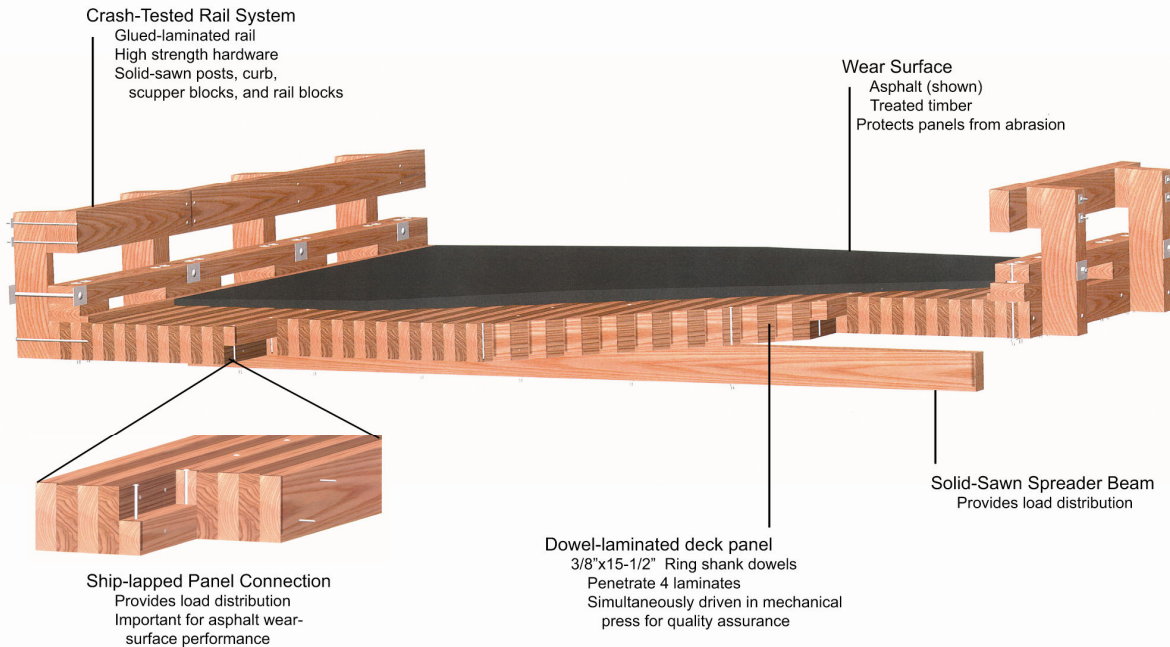 Crash-Tested Rail System
Glued-laminated rail
High strength hardware
Solid-sawn posts, curb,
scupper blocks, and rail blocks
Wear Surface
Asphalt (shown)
Treated timber
Protects panels from abrasion
Solid-Sawn Spreader Beam
Provides load distribution
Dowel-laminated deck panel
3/8"x15-1/2" Ring shank dowels
Penetrate 4 laminates
Simultaneously driven in mechanical
press for quality assurance
Ship-lapped Panel Connection
Provides load distribution
Important for asphalt wear-
surface performance